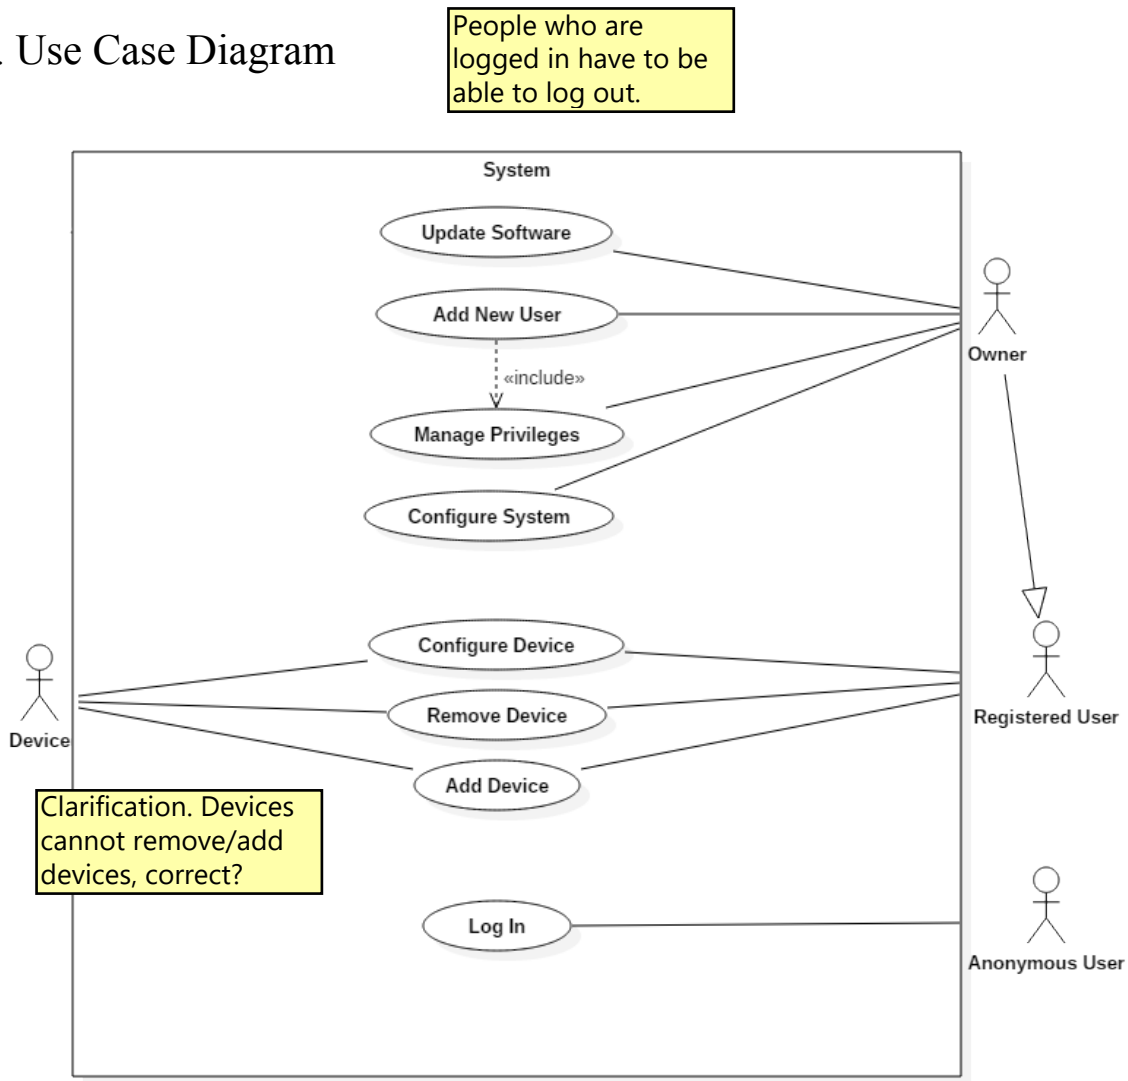 . Use Case Diagram
People who are
logged in have to be
able to log out.
System
Update Software
Add New User
Owner
«include»
Manage Privileges
Configure System
Configure Device
Remove Device
Registered User
Device
Add Device
Clarification. Devices
cannot remove/add
devices, correct?
Log In
Anonymous User